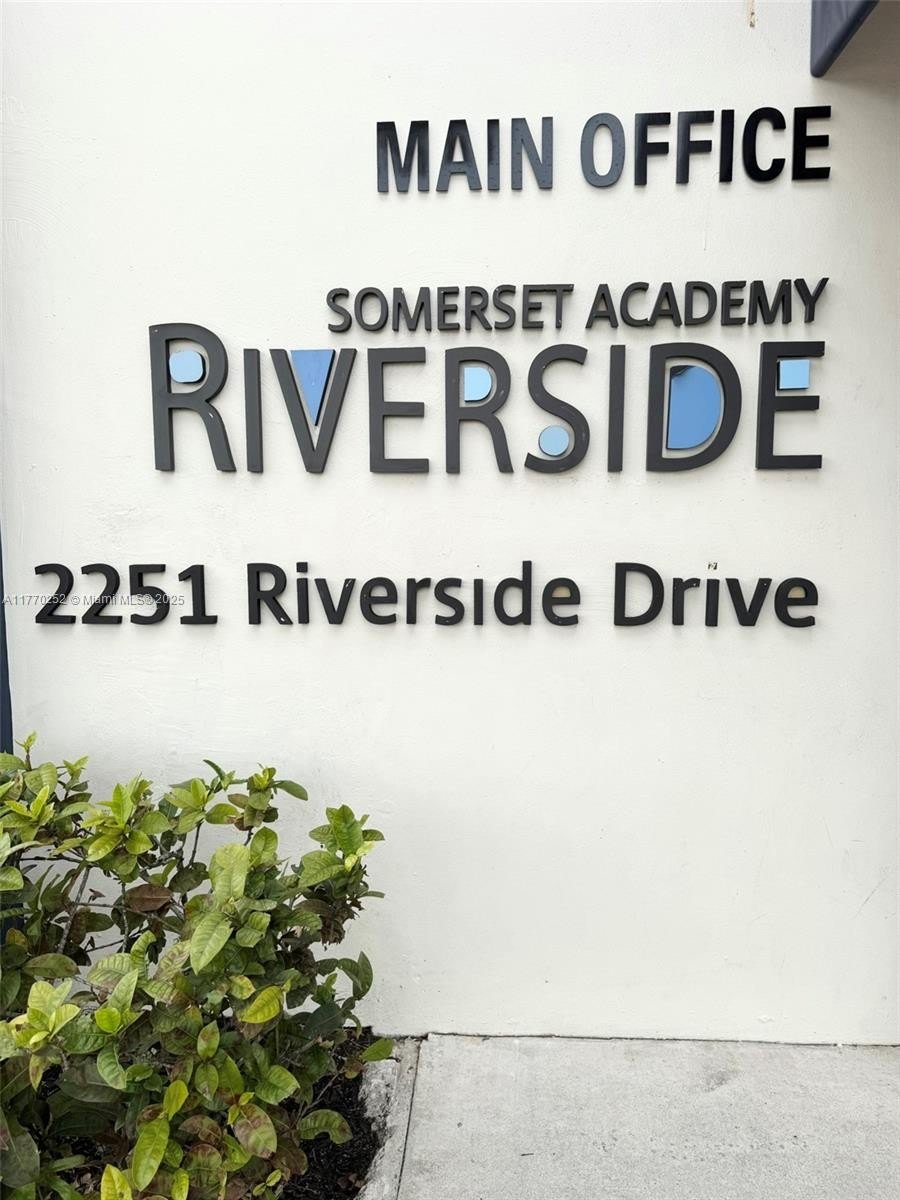 MAIN OFFICE
SOMERSET ACADEMY
RIVERSIDE
2251 Riverside Drive
A11770252 © Miami MLS® 2025